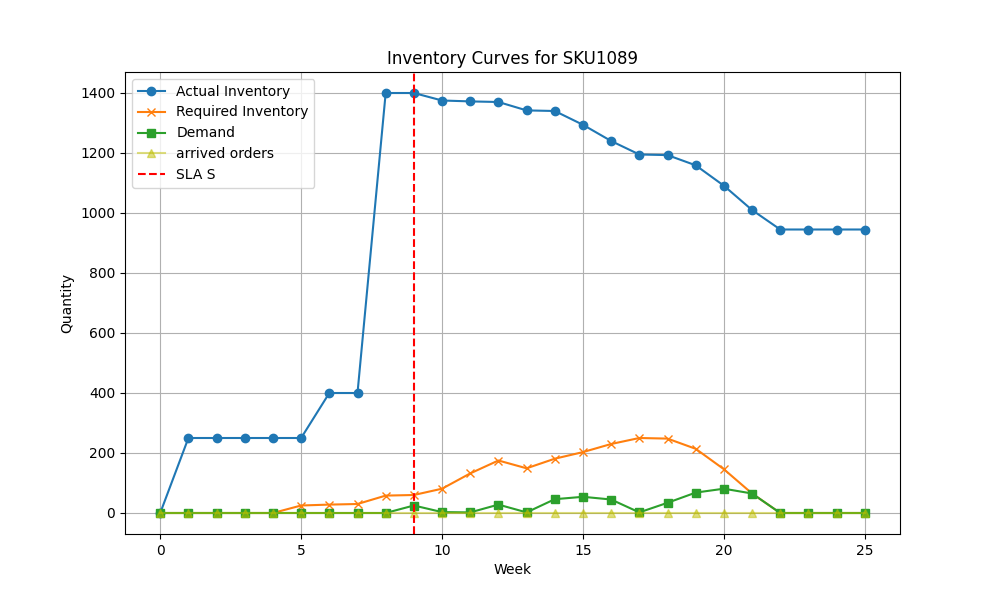 Inventory Curves for SKU1089
Actual Inventory
Required Inventory
Demand
arrived orders
SLA S
1400
1200
1000
800
600
400
200
0
Quantity
0 5 10 15 20 25
Week